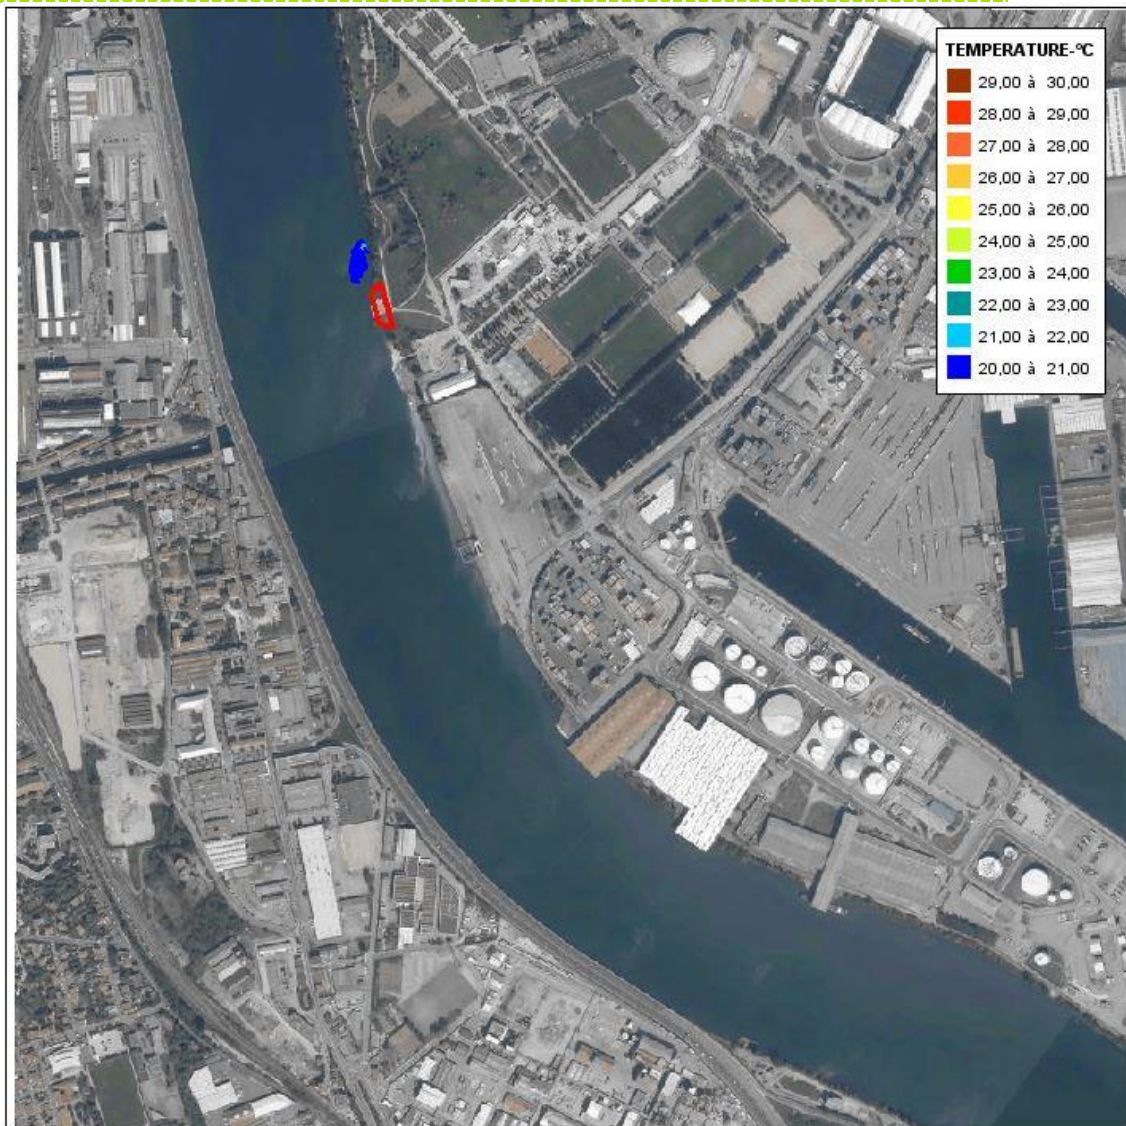 TEMPERATURE-°C
29,00 à 30,00
28,00 à 29,00
27,00 à 28,00
26,00 à 27,00
25,00 à 26,00
24,00 à 25,00
23,00 à 24,00
22,00 à 23,00
21,00 à 22,00
20,00 à 21,00